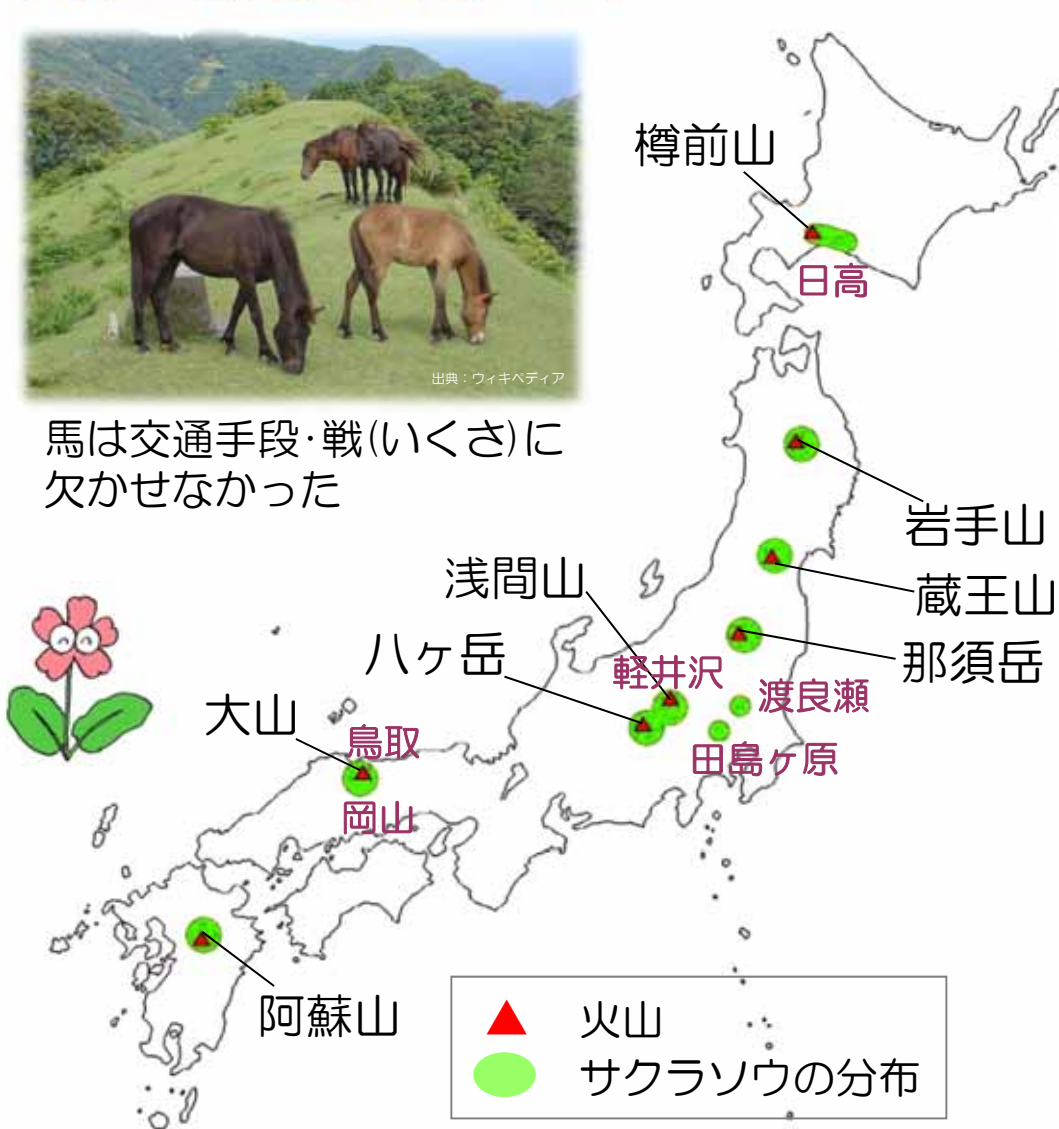 出典：ウィキペディア
馬は交通手段･戦(いくさ)に
欠かせなかった
樽前山
日高
岩手山
蔵王山
那須岳
浅間山
軽井沢
八ヶ岳
渡良瀬
田島ヶ原
大山
鳥取
岡山
阿蘇山
火山
サクラソウの分布